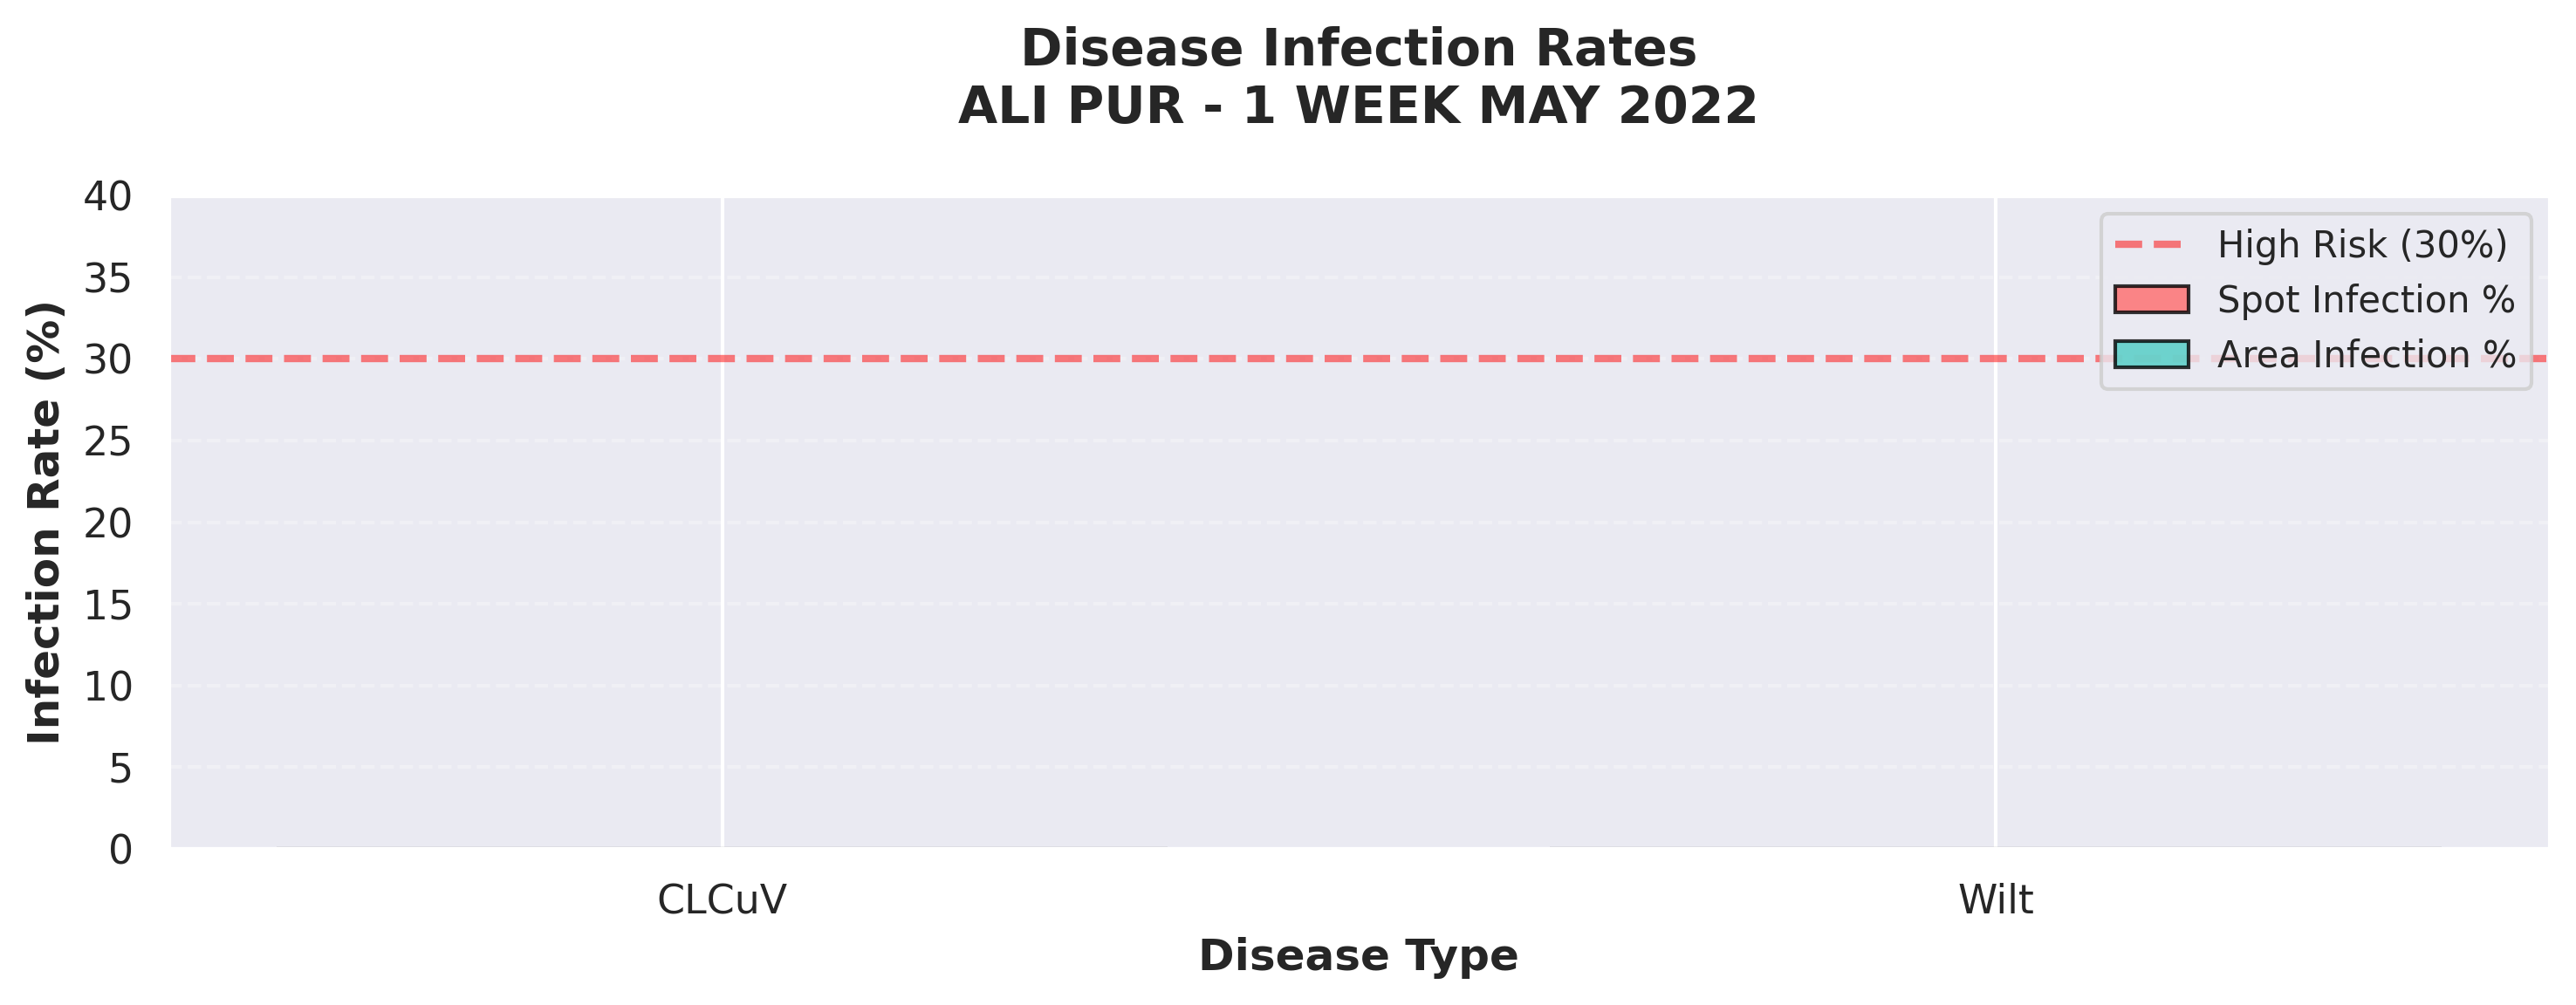 Disease Infection Rates
ALI PUR - 1 WEEK MAY 2022
Infection Rate (%)
40
35
30
25
20
15
10
5
0
High Risk (30%)
Spot Infection %
Area Infection %
CLCuV
Wilt
Disease Type